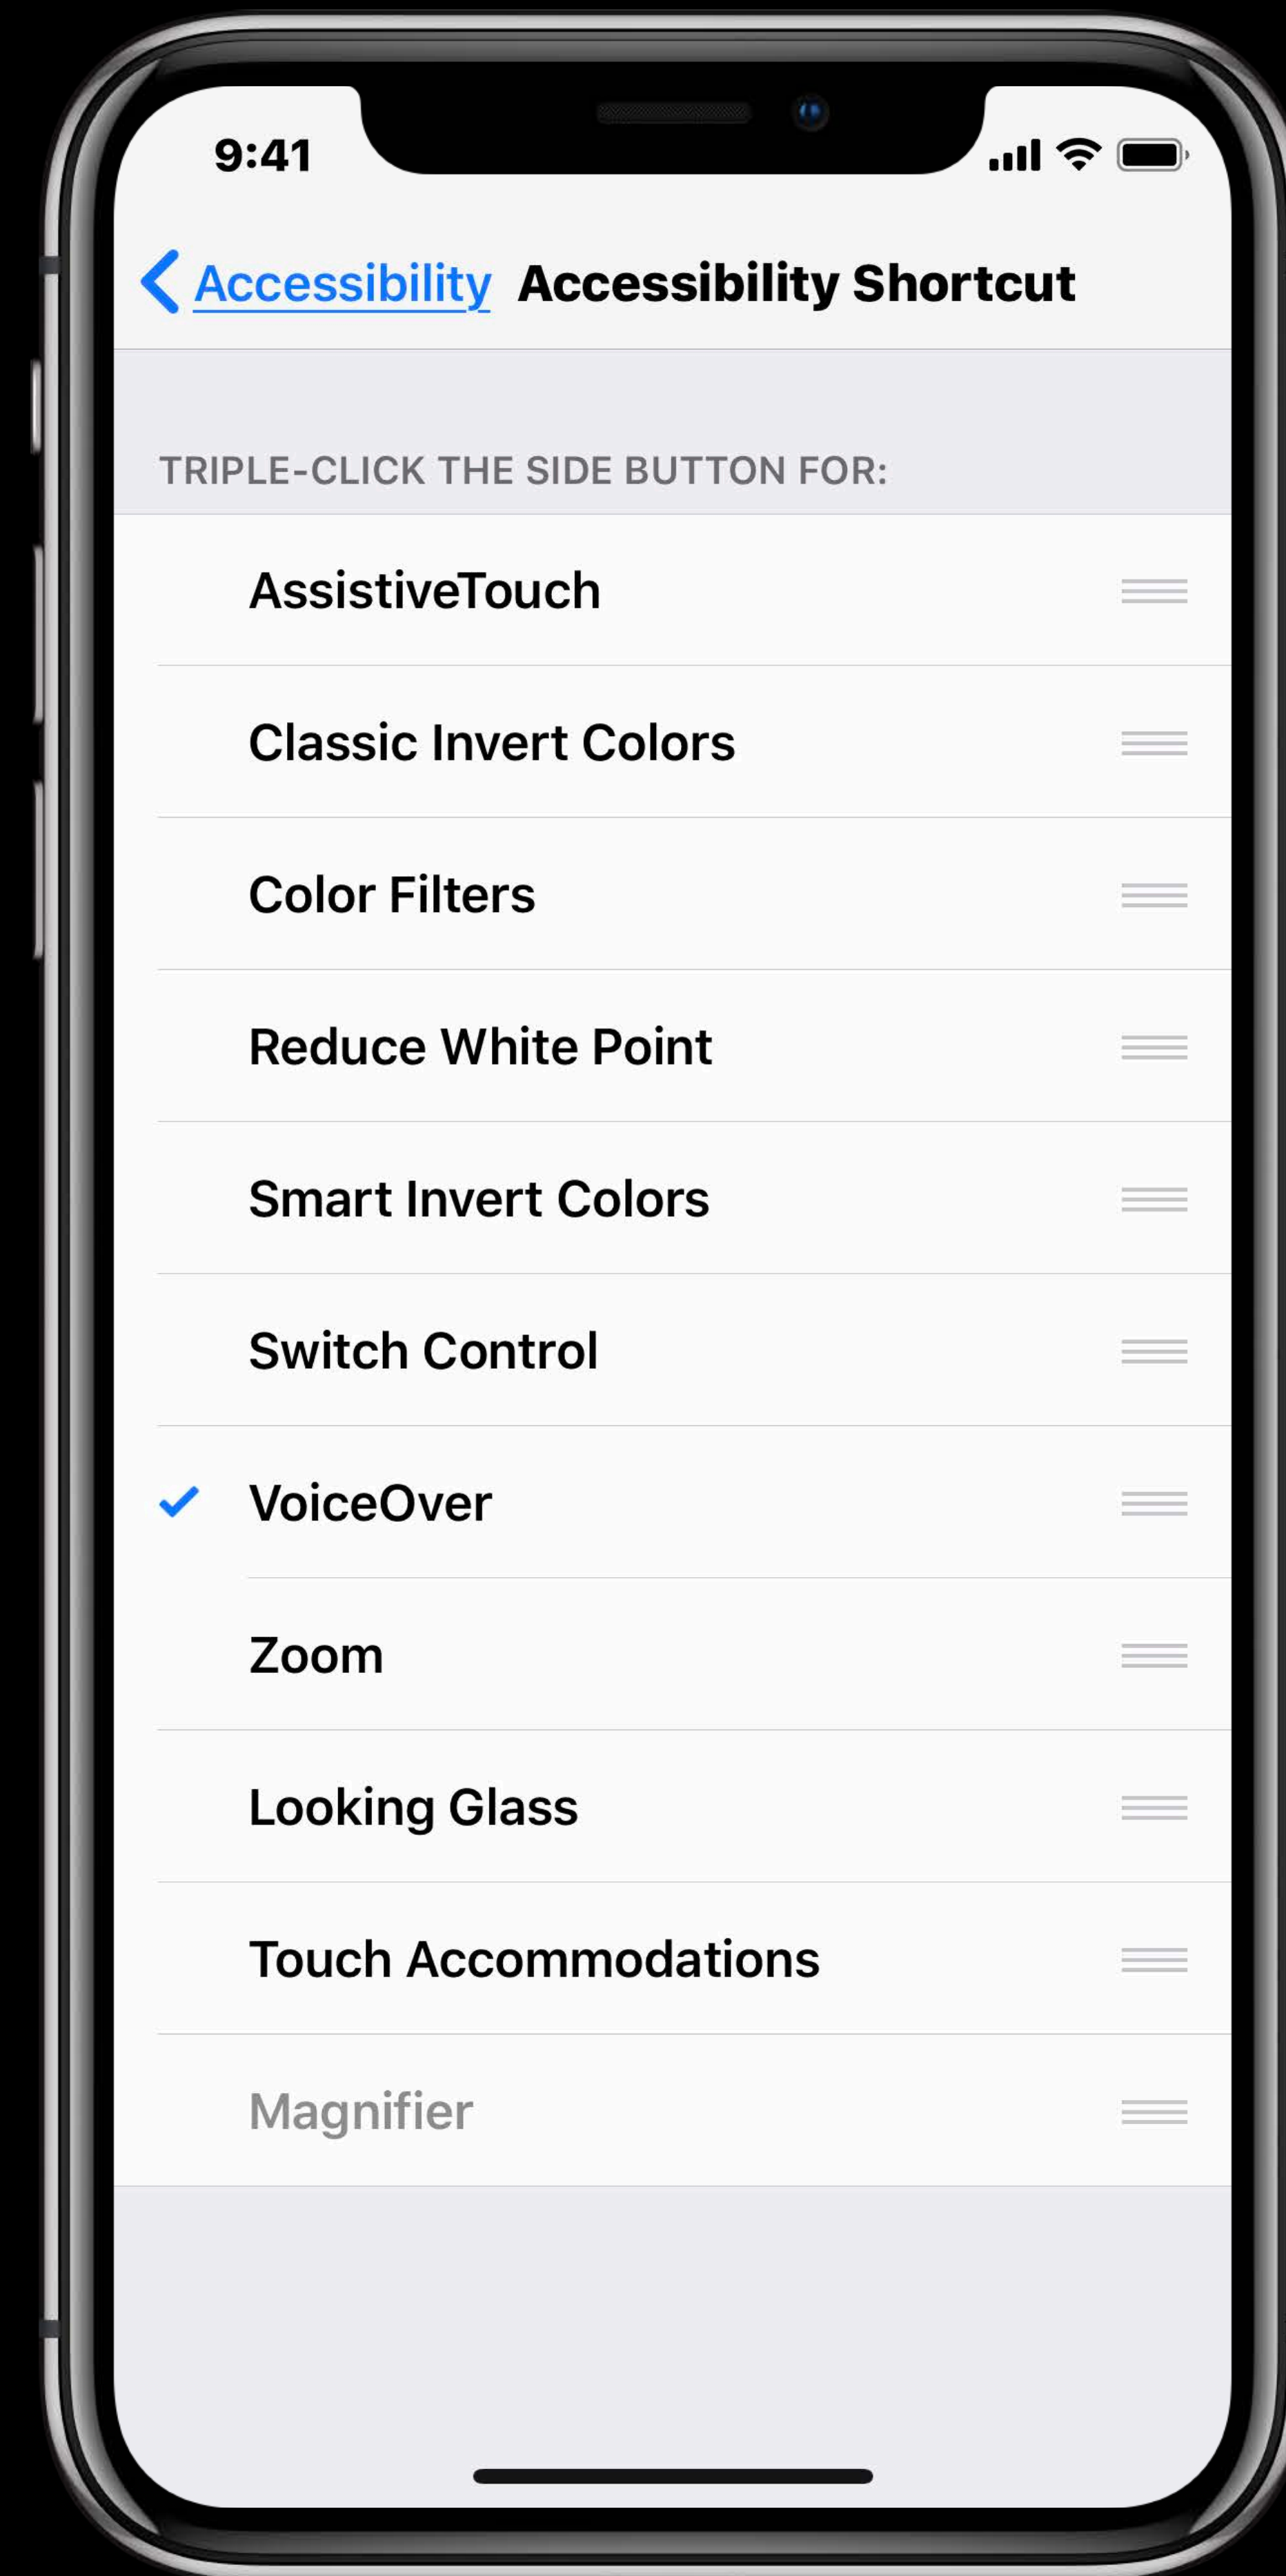 9:41
Accessibility Accessibility Shortcut
TRIPLE-CLICK THE SIDE BUTTON FOR:
AssistiveTouch
Classic Invert Colors
Color Filters
Reduce White Point
Smart Invert Colors
Switch Control
VoiceOver
Zoom
Looking Glass
Touch Accommodations
Magnifier